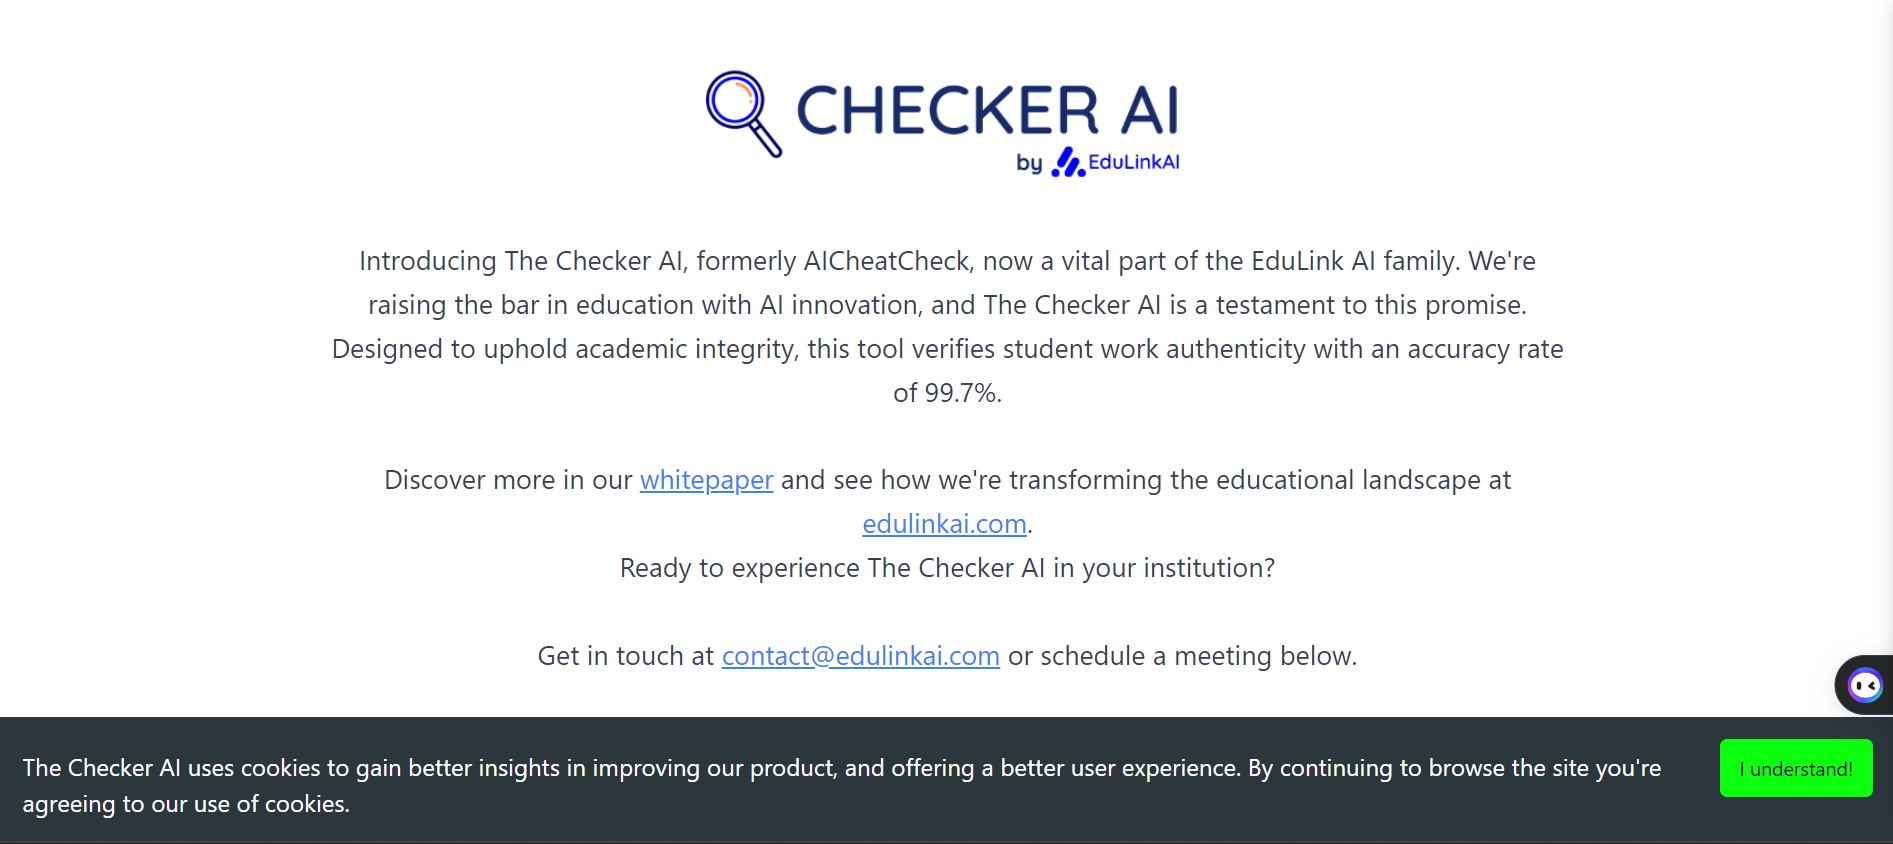 CHECKER AI
by EduLinkAI
Introducing The Checker AI, formerly AICheatCheck, now a vital part of the EduLink AI family. We're
raising the bar in education with AI innovation, and The Checker AI is a testament to this promise.
Designed to uphold academic integrity, this tool verifies student work authenticity with an accuracy rate
of 99.7%.
Discover more in our whitepaper and see how we're transforming the educational landscape at
edulinkai.com.
Ready to experience The Checker AI in your institution?
Get in touch at contact@edulinkai.com or schedule a meeting below.
The Checker AI uses cookies to gain better insights in improving our product, and offering a better user experience. By continuing to browse the site you're
agreeing to our use of cookies.
I understand!